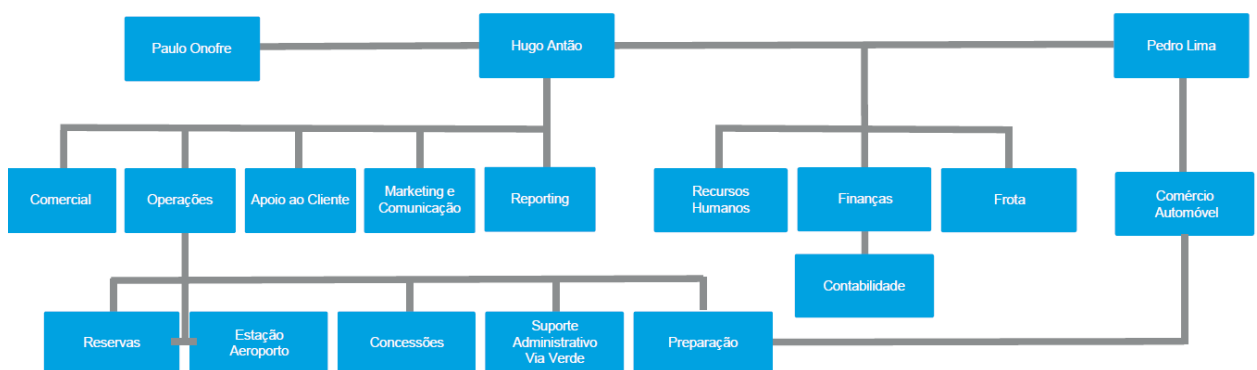 Paulo Onofre
Hugo Antão
Pedro Lima
Comercial
Operações
Apoio ao Cliente
Marketing e
Comunicação
Reporting
Recursos
Humanos
Finanças
Frota
Comércio
Automóvel
Contabilidade
Reservas
Estação
Aeroporto
Concessões
Suporte
Administrativo
Via Verde
Preparação